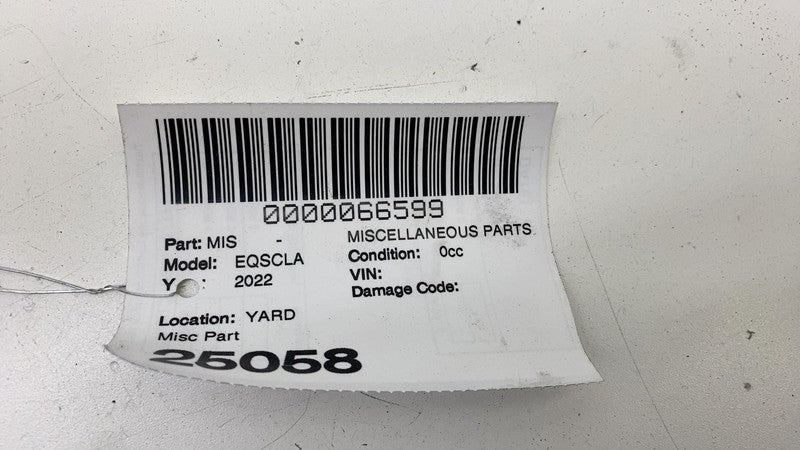 0000066599
Part: MIS - MISCELLANEOUS PARTS
Model: EQSCLA Condition: 0cc
Y : 2022 VIN:
Damage Code:
Location: YARD
Misc Part
25058